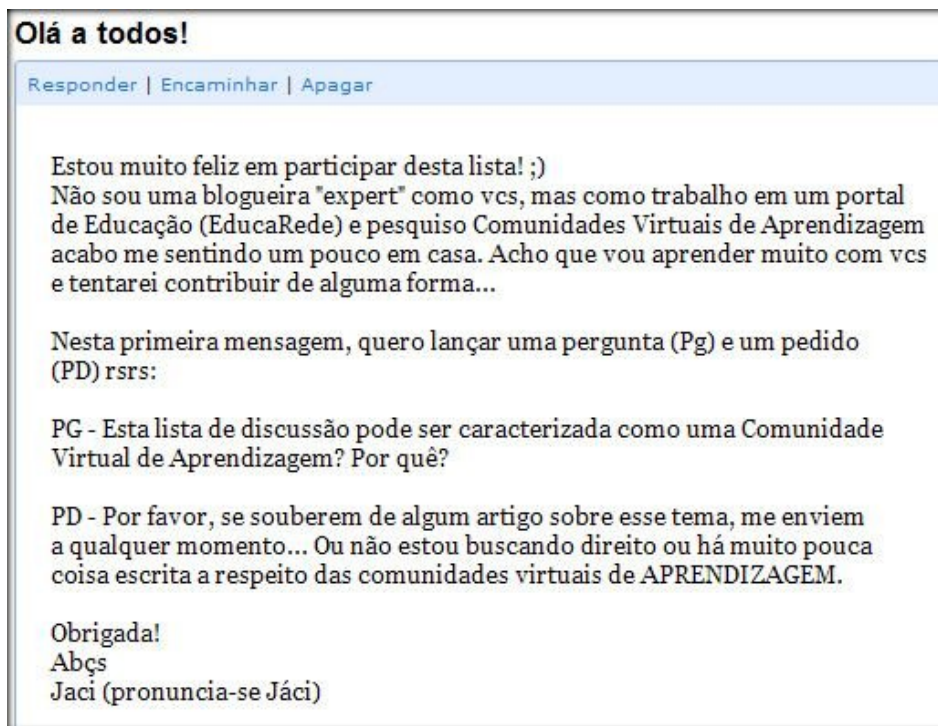 Olá a todos!
Responder | Encaminhar | Apagar
Estou muito feliz em participar desta lista! ;)
Não sou uma blogueira "expert" como vcs, mas como trabalho em um portal
de Educação (EducaRede) e pesquiso Comunidades Virtuais de Aprendizagem
acabo me sentindo um pouco em casa. Acho que vou aprender muito com vcs
e tentarei contribuir de alguma forma...
Nesta primeira mensagem, quero lançar uma pergunta (Pg) e um pedido
(PD) rsrs:
PG - Esta lista de discussão pode ser caracterizada como uma Comunidade
Virtual de Aprendizagem? Por quê?
PD - Por favor, se souberem de algum artigo sobre esse tema, me enviem
a qualquer momento... Ou não estou buscando direito ou há muito pouca
coisa escrita a respeito das comunidades virtuais de APRENDIZAGEM.
Obrigada!
Abçs
Jaci (pronuncia-se Jáci)